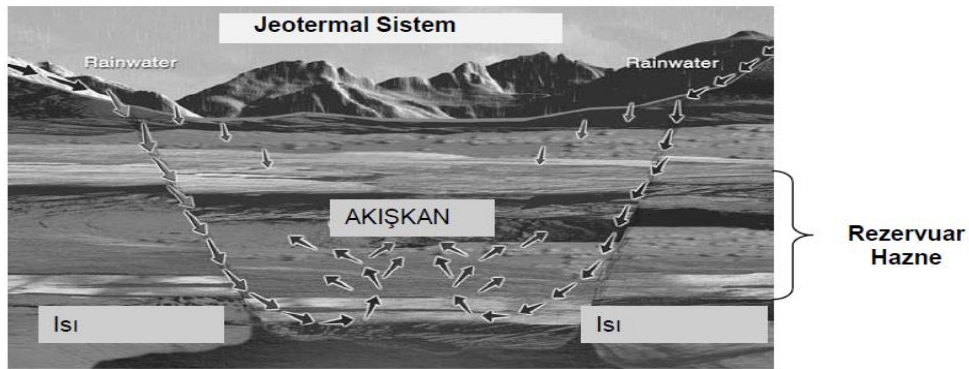 Jeotermal Sistem
Rainwater
Rainwater
AKIŞKAN
Rezervuar
Hazne
Isı
Isı